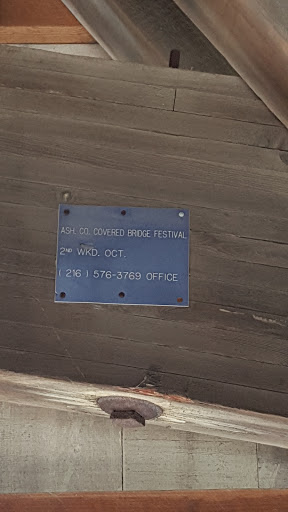 ASH. CO. COVERED BRIDGE FESTIVAL
2ND WKD. OCT.
( 216 ) 576-3769 OFFICE